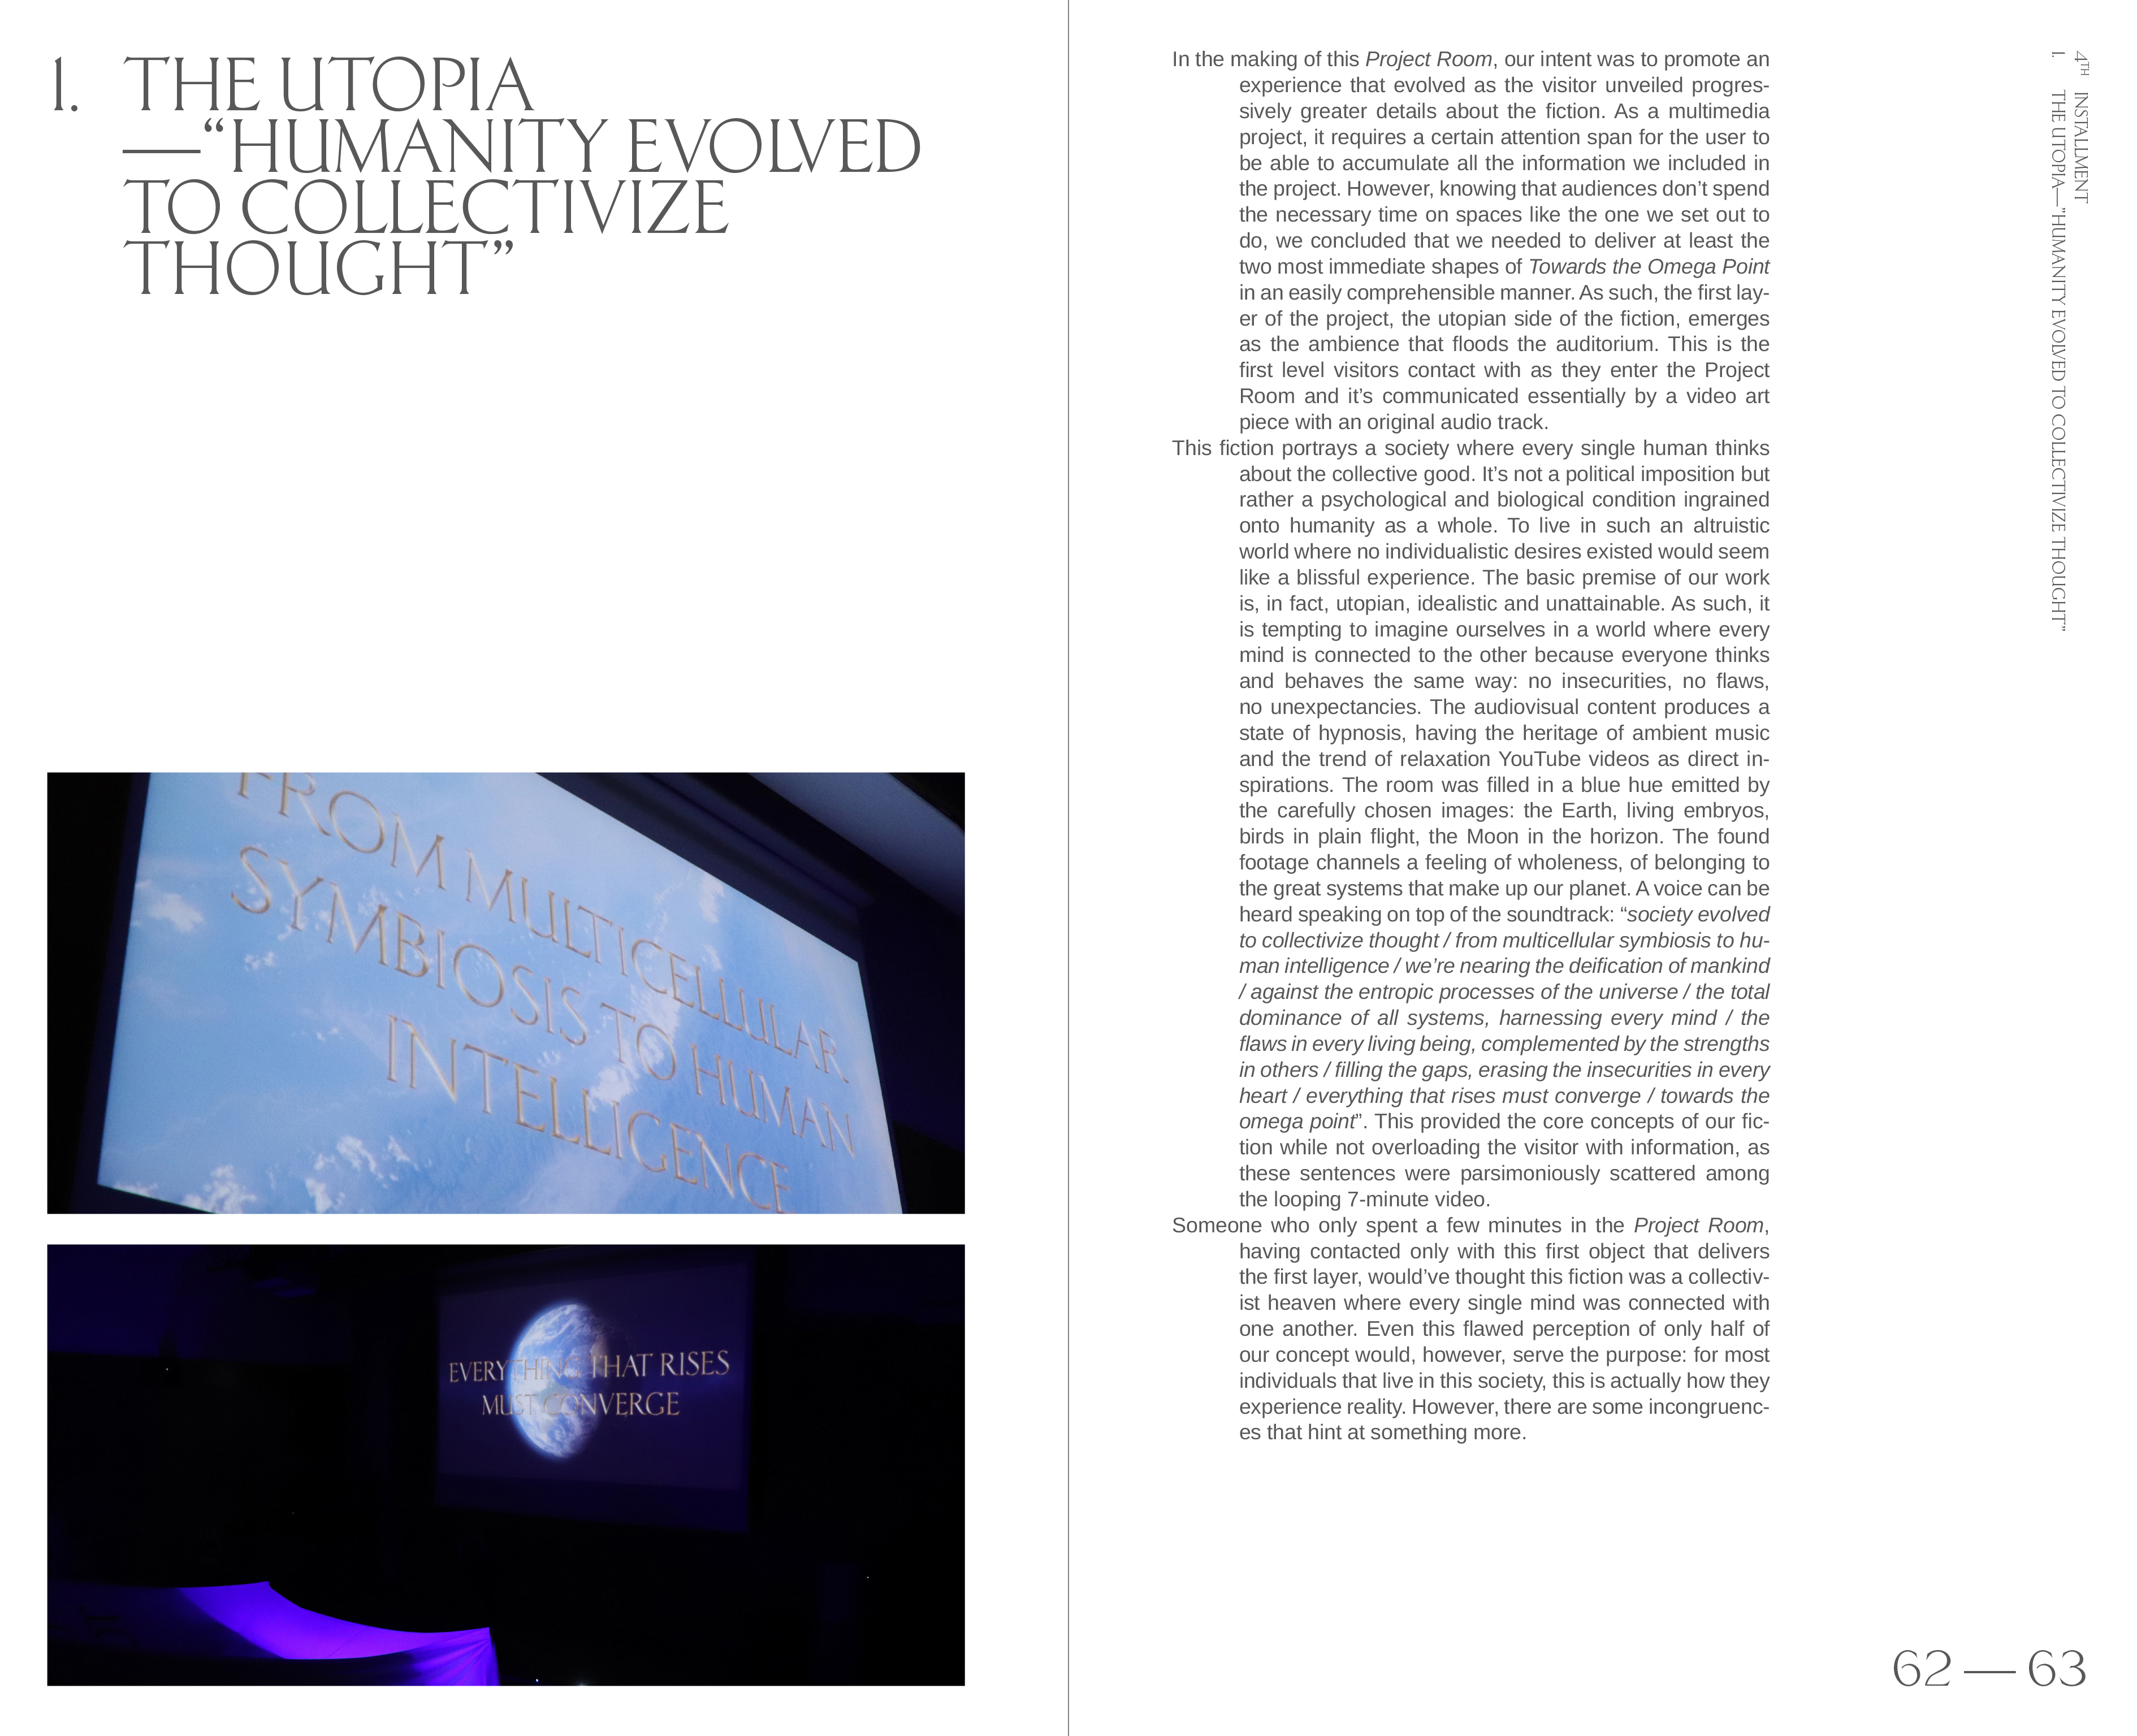 1. THE UTOPIA
—“HUMANITY EVOLVED
TO COLLECTIVIZE
THOUGHT”
FROM MULTICELLULAR
SYMBIOSIS TO HUMAN
INTELLIGENCE
EVERYTHING THAT RISES
MUST CONVERGE
In the making of this Project Room, our intent was to promote an
experience that evolved as the visitor unveiled progres-
sively greater details about the fiction. As a multimedia
project, it requires a certain attention span for the user to
be able to accumulate all the information we included in
the project. However, knowing that audiences don’t spend
the necessary time on spaces like the one we set out to
do, we concluded that we needed to deliver at least the
two most immediate shapes of Towards the Omega Point
in an easily comprehensible manner. As such, the first lay-
er of the project, the utopian side of the fiction, emerges
as the ambience that floods the auditorium. This is the
first level visitors contact with as they enter the Project
Room and it’s communicated essentially by a video art
piece with an original audio track.
This fiction portrays a society where every single human thinks
about the collective good. It’s not a political imposition but
rather a psychological and biological condition ingrained
onto humanity as a whole. To live in such an altruistic
world where no individualistic desires existed would seem
like a blissful experience. The basic premise of our work
is, in fact, utopian, idealistic and unattainable. As such, it
is tempting to imagine ourselves in a world where every
mind is connected to the other because everyone thinks
and behaves the same way: no insecurities, no flaws,
no unexpectancies. The audiovisual content produces a
state of hypnosis, having the heritage of ambient music
and the trend of relaxation YouTube videos as direct in-
spirations. The room was filled in a blue hue emitted by
the carefully chosen images: the Earth, living embryos,
birds in plain flight, the Moon in the horizon. The found
footage channels a feeling of wholeness, of belonging to
the great systems that make up our planet. A voice can be
heard speaking on top of the soundtrack: “society evolved
to collectivize thought / from multicellular symbiosis to hu-
man intelligence / we’re nearing the deification of mankind
/ against the entropic processes of the universe / the total
dominance of all systems, harnessing every mind / the
flaws in every living being, complemented by the strengths
in others / filling the gaps, erasing the insecurities in every
heart / everything that rises must converge / towards the
omega point”. This provided the core concepts of our fic-
tion while not overloading the visitor with information, as
these sentences were parsimoniously scattered among
the looping 7-minute video.
Someone who only spent a few minutes in the Project Room,
having contacted only with this first object that delivers
the first layer, would’ve thought this fiction was a collectiv-
ist heaven where every single mind was connected with
one another. Even this flawed perception of only half of
our concept would, however, serve the purpose: for most
individuals that live in this society, this is actually how they
experience reality. However, there are some incongruenc-
es that hint at something more.
4TH INSTALLMENT
1. THE UTOPIA—“HUMANITY EVOLVED TO COLLECTIVIZE THOUGHT”
62 — 63